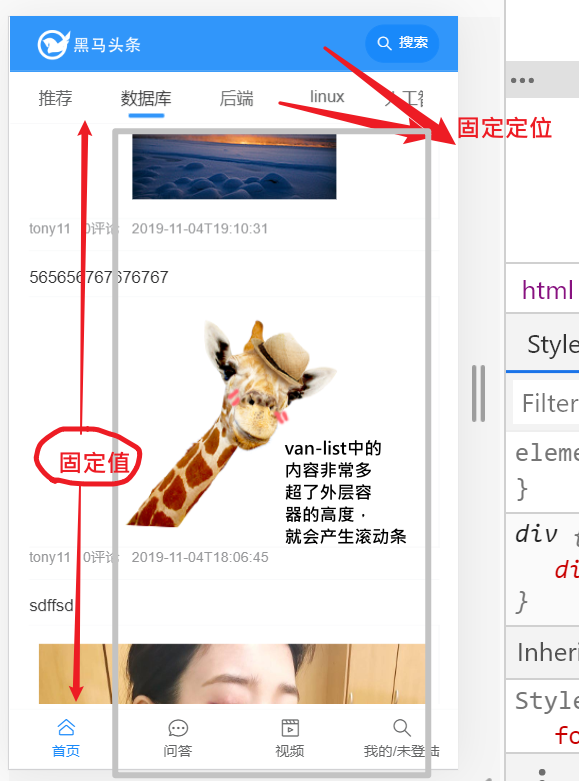 黑马头条
搜索
推荐
数据库
后端
linux
人工智
固定定位
tony11 0评论 2019-11-04T19:10:31
565656767676767
html
Style
Filter
van-list中的
内容非常多
超了外层容
器的高度，
就会产生滚动条
固定值
eleme
}
div
di
}
tony11 0评论 2019-11-04T18:06:45
sdffsd
Inheri
Style
fo
首页
问答
视频
我的/未登陆